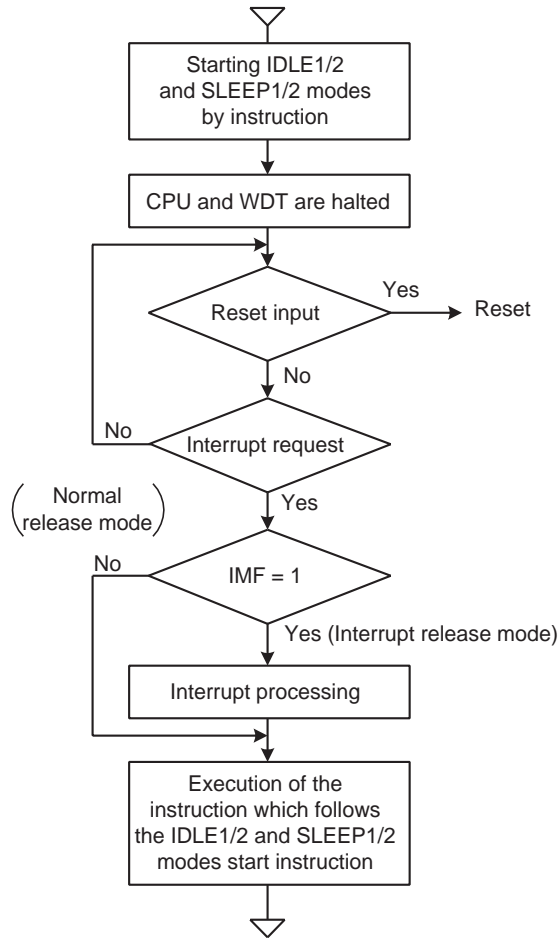 Starting IDLE1/2
and SLEEP1/2 modes
by instruction
CPU and WDT are halted
Reset input
Yes
Reset
No
Interrupt request
No
Yes
(Normal
release mode)
IMF = 1
No
Yes (Interrupt release mode)
Interrupt processing
Execution of the
instruction which follows
the IDLE1/2 and SLEEP1/2
modes start instruction